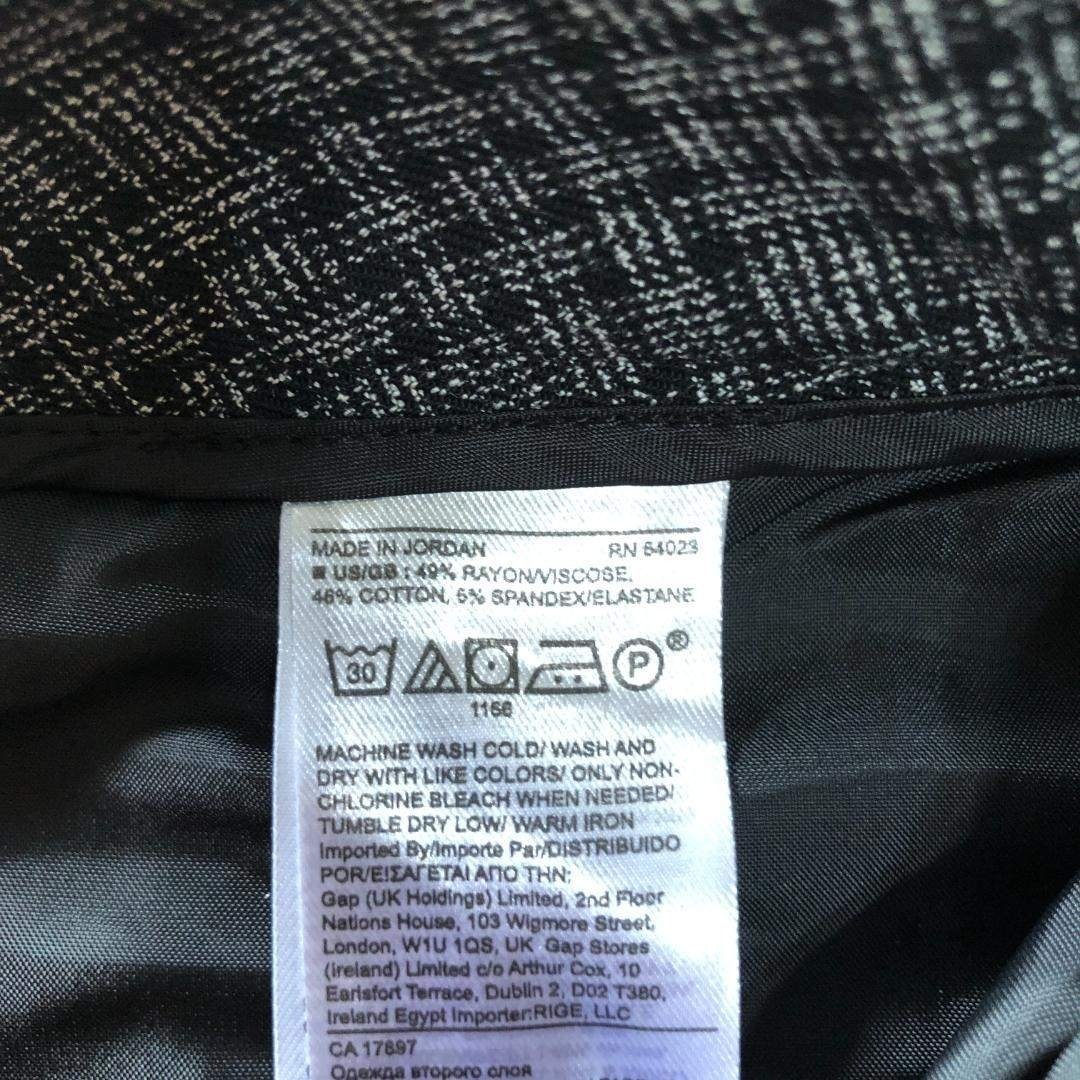 MADE IN JORDAN RN 54023
US/GB : 49% RAYON/VISCOSE,
46% COTTON, 5% SPANDEX/ELASTANE
30 P ®
1166
MACHINE WASH COLD/ WASH AND
DRY WITH LIKE COLORS/ ONLY NON-
CHLORINE BLEACH WHEN NEEDED/
TUMBLE DRY LOW/ WARM IRON
Imported By/Importe Par/DISTRIBUIDO
POR/ΕΙΣΑΓΕΤΑΙ ΑΠΟ ΤΗΝ:
Gap (UK Holdings) Limited, 2nd Floor
Nations House, 103 Wigmore Street,
London, W1U 1QS, UK Gap Stores
(Ireland) Limited c/o Arthur Cox, 10
Earlsfort Terrace, Dublin 2, D02 T380,
Ireland Egypt Importer:RIGE, LLC
CA 17897
Одежда второго слоя